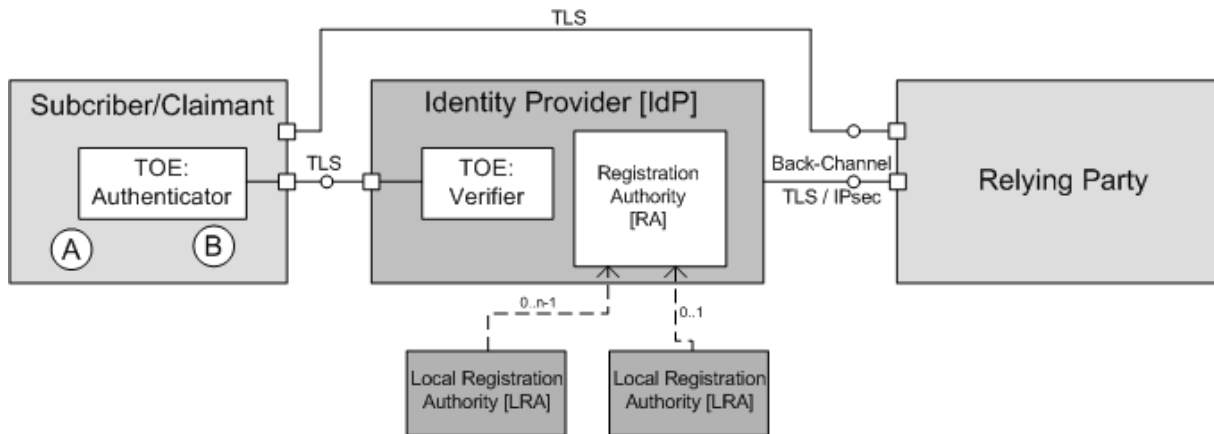 TLS
Subcriber/Claimant
TOE:
Authenticator
A
B
TLS
Identity Provider [IdP]
TOE:
Verifier
Registration
Authority
[RA]
Back-Channel
TLS / IPsec
Relying Party
0..n-1
0..1
Local Registration
Authority [LRA]
Local Registration
Authority [LRA]